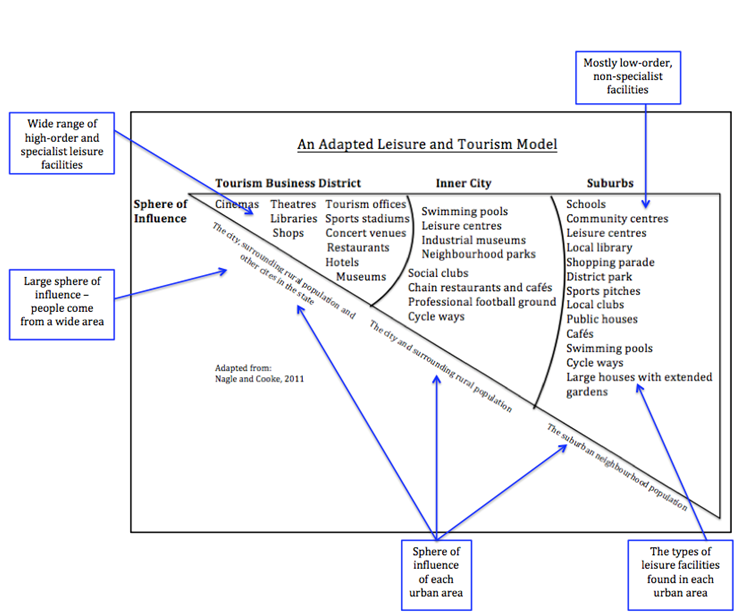 Mostly low-order,
non-specialist
facilities
Wide range of
high-order and
specialist leisure
facilities
An Adapted Leisure and Tourism Model
Tourism Business District
Inner City
Suburbs
Sphere of
Influence
Cinemas
Theatres
Libraries
Shops
Tourism offices
Sports stadiums
Concert venues
Restaurants
Hotels
Museums
Swimming pools
Leisure centres
Industrial museums
Neighbourhood parks
Social clubs
Chain restaurants and cafés
Professional football ground
Cycle ways
Schools
Community centres
Leisure centres
Local library
Shopping parade
District park
Sports pitches
Local clubs
Public houses
Cafés
Swimming pools
Cycle ways
Large houses with extended
gardens
The city, surrounding rural population and
other cites in the state
The city and surrounding rural population
The suburban neighbourhood population
Large sphere of
influence –
people come
from a wide area
Adapted from:
Nagle and Cooke, 2011
Sphere of
influence
of each
urban area
The types of
leisure facilities
found in each
urban area